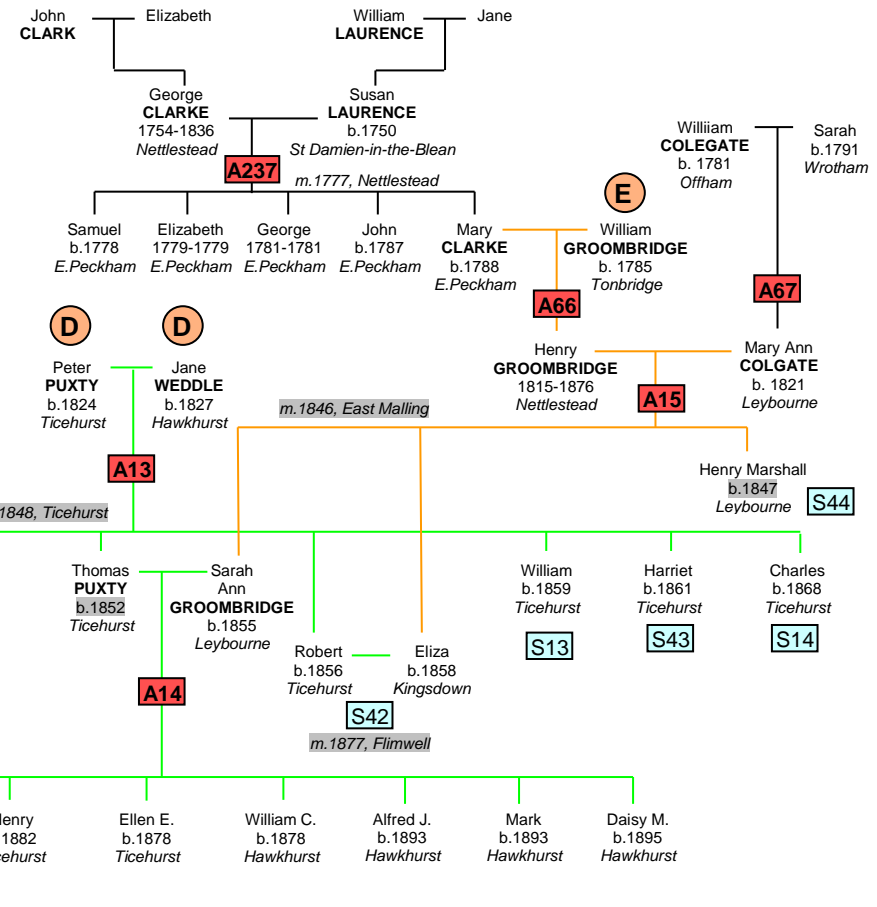 John
CLARK
Elizabeth
William
LAURENCE
Jane
George
CLARKE
1754-1836
Nettlestead
Susan
LAURENCE
b.1750
St Damien-in-the-Blean
Williiam
COLEGATE
b. 1781
Offham
Sarah
b.1791
Wrotham
A237
m.1777, Nettlestead
E
Samuel
b.1778
E.Peckham
Elizabeth
1779-1779
E.Peckham
George
1781-1781
E.Peckham
John
b.1787
E.Peckham
Mary
CLARKE
b.1788
E.Peckham
William
GROOMBRIDGE
b. 1785
Tonbridge
A66
A67
D
D
Peter
PUXTY
b.1824
Ticehurst
Jane
WEDDLE
b.1827
Hawkhurst
Henry
GROOMBRIDGE
1815-1876
Nettlestead
Mary Ann
COLGATE
b. 1821
Leybourne
A15
m.1846, East Malling
A13
Henry Marshall
b.1847
Leybourne
S44
1848, Ticehurst
Thomas
PUXTY
b.1852
Ticehurst
Sarah
Ann
GROOMBRIDGE
b.1855
Leybourne
Robert
b.1856
Ticehurst
Eliza
b.1858
Kingsdown
William
b.1859
Ticehurst
Harriet
b.1861
Ticehurst
Charles
b.1868
Ticehurst
S13
S43
S14
A14
S42
m.1877, Flimwell
enry
1882
cehurst
Ellen E.
b.1878
Ticehurst
William C.
b.1878
Hawkhurst
Alfred J.
b.1893
Hawkhurst
Mark
b.1893
Hawkhurst
Daisy M.
b.1895
Hawkhurst